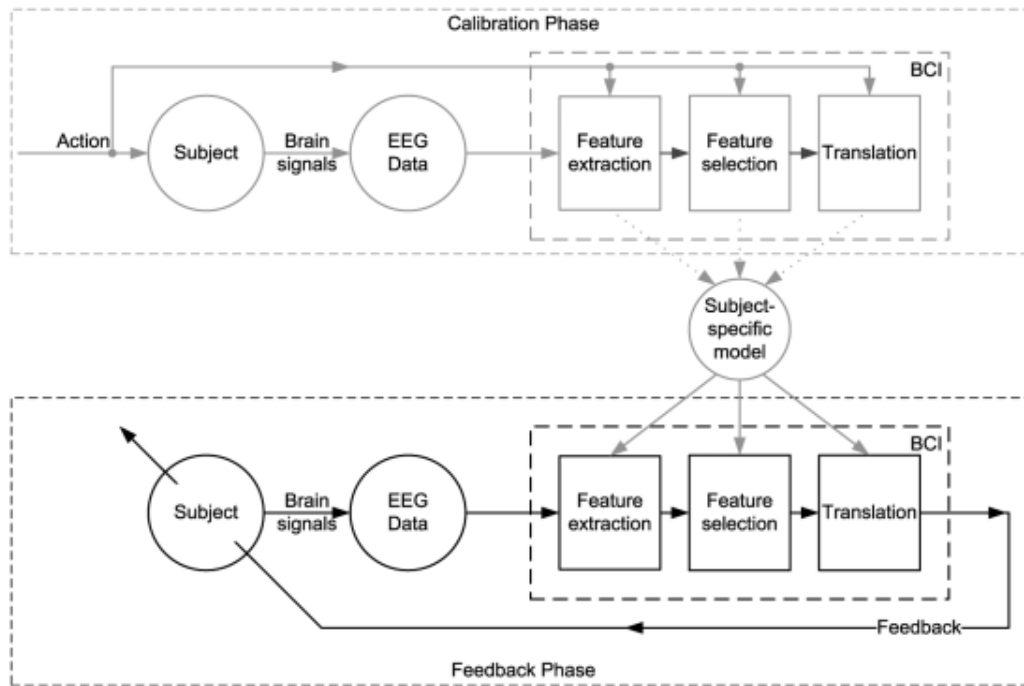 Calibration Phase
BCI
Action
Subject
Brain
signals
EEG
Data
Feature
extraction
Feature
selection
Translation
Subject-
specific
model
BCI
Subject
Brain
signals
EEG
Data
Feature
extraction
Feature
selection
Translation
Feedback
Feedback Phase